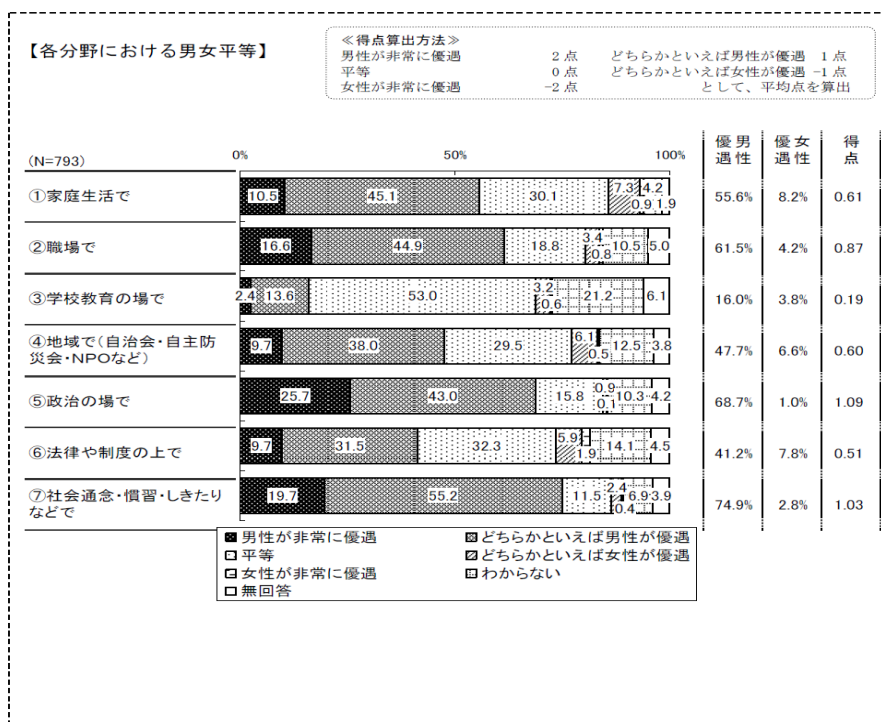 【各分野における男女平等】
≪得点算出方法≫
男性が非常に優遇 2点 どちらかといえば男性が優遇 1点
平等 0点 どちらかといえば女性が優遇 -1点
女性が非常に優遇 -2点 として、平均点を算出
(N=793) 0% 50% 100% 優男遇性 優女遇性 得点
①家庭生活で 10.5 45.1 30.1 7.3 0.9 4.2 1.9 55.6% 8.2% 0.61
②職場で 16.6 44.9 18.8 3.4 0.8 10.5 5.0 61.5% 4.2% 0.87
③学校教育の場で 2.4 13.6 53.0 3.2 0.6 21.2 6.1 16.0% 3.8% 0.19
④地域で(自治会・自主防
災会・NPOなど) 9.7 38.0 29.5 6.1 0.5 12.5 3.8 47.7% 6.6% 0.60
⑤政治の場で 25.7 43.0 15.8 0.9 0.1 10.3 4.2 68.7% 1.0% 1.09
⑥法律や制度の上で 9.7 31.5 32.3 5.9 1.9 14.1 4.5 41.2% 7.8% 0.51
⑦社会通念・慣習・しきたり
などで 19.7 55.2 11.5 2.4 0.4 6.9 3.9 74.9% 2.8% 1.03
男性が非常に優遇 どちらかといえば男性が優遇
平等 どちらかといえば女性が優遇
女性が非常に優遇 わからない
無回答